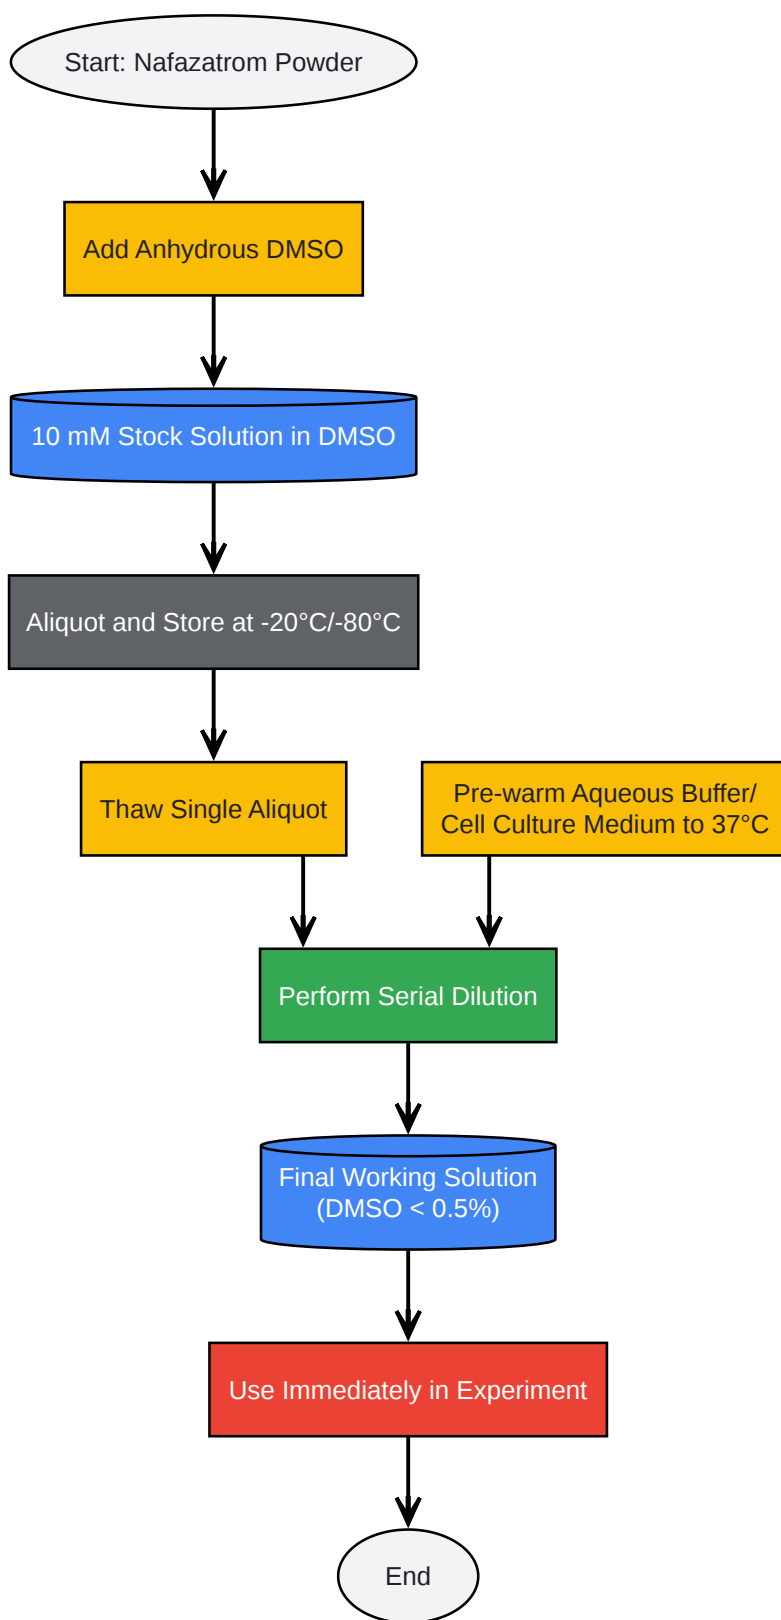 Start: Nafazatrom Powder
Add Anhydrous DMSO
10 mM Stock Solution in DMSO
Aliquot and Store at -20°C/-80°C
Thaw Single Aliquot
Pre-warm Aqueous Buffer/
Cell Culture Medium to 37°C
Perform Serial Dilution
Final Working Solution
(DMSO < 0.5%)
Use Immediately in Experiment
End